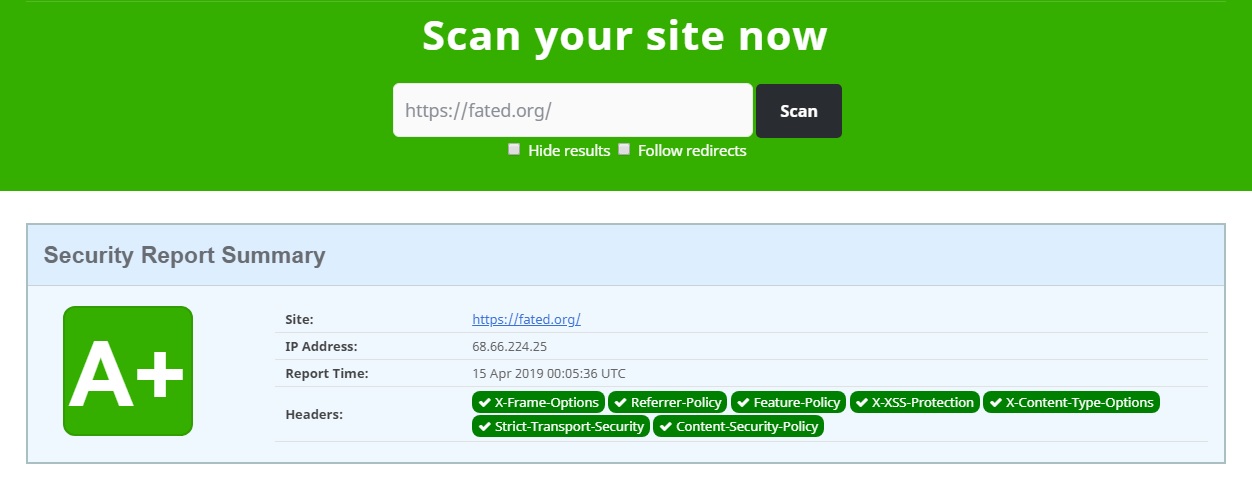 Scan your site now
https://fated.org/ Scan
Hide results Follow redirects
Security Report Summary
A+
Site: https://fated.org/
IP Address: 68.66.224.25
Report Time: 15 Apr 2019 00:05:36 UTC
Headers: ✔ X-Frame-Options ✔ Referrer-Policy ✔ Feature-Policy ✔ X-XSS-Protection ✔ X-Content-Type-Options
✔ Strict-Transport-Security ✔ Content-Security-Policy